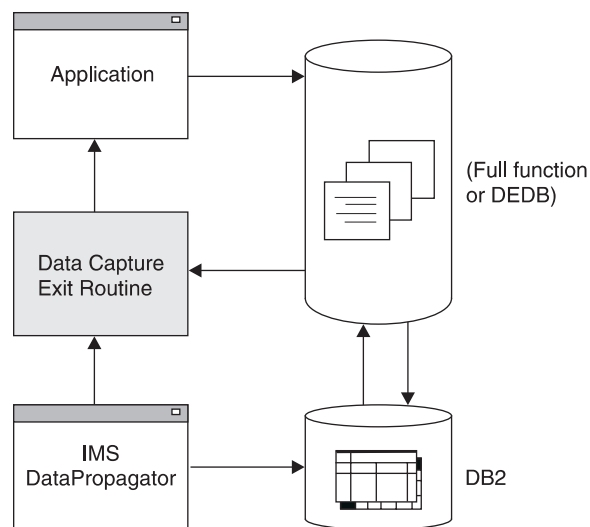 Application
(Full function
or DEDB)
Data Capture
Exit Routine
IMS
DataPropagator
DB2